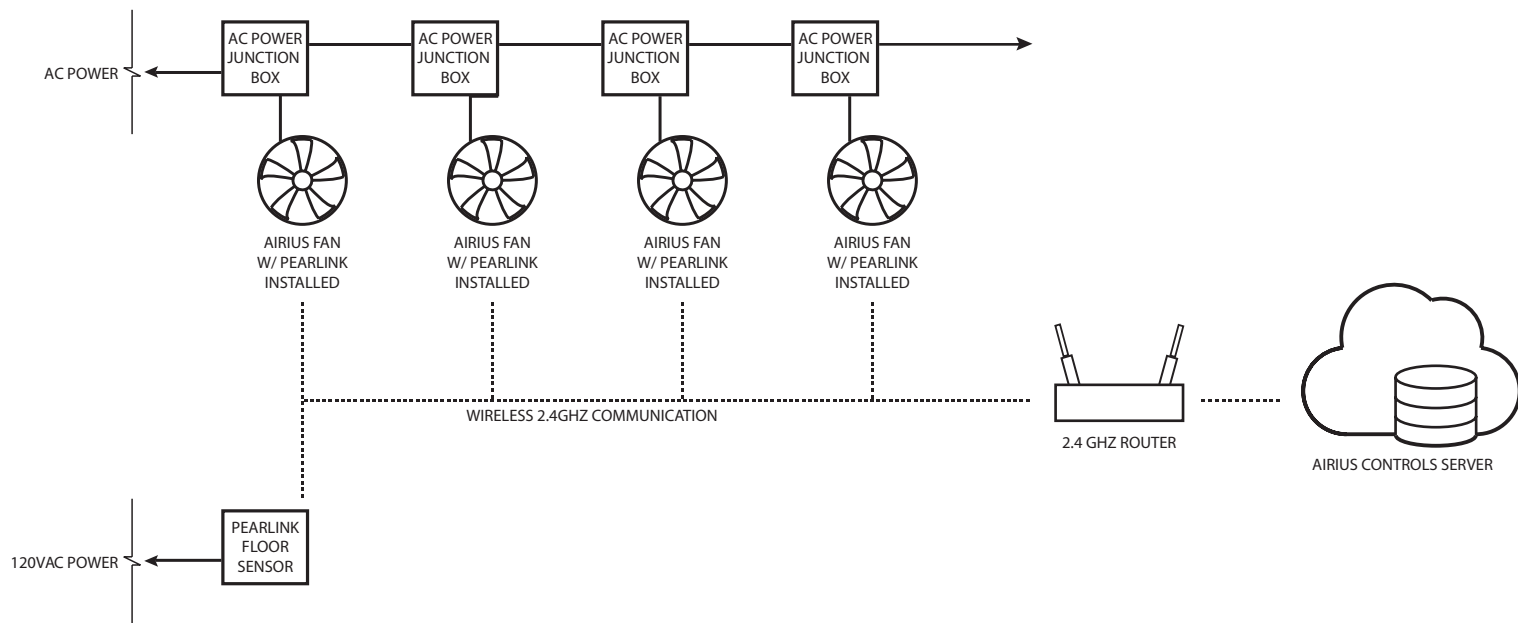 AC POWER
AC POWER
JUNCTION
BOX
AC POWER
JUNCTION
BOX
AC POWER
JUNCTION
BOX
AC POWER
JUNCTION
BOX
AIRIUS FAN
W/ PEARLINK
INSTALLED
AIRIUS FAN
W/ PEARLINK
INSTALLED
AIRIUS FAN
W/ PEARLINK
INSTALLED
AIRIUS FAN
W/ PEARLINK
INSTALLED
WIRELESS 2.4GHZ COMMUNICATION
2.4 GHZ ROUTER
AIRIUS CONTROLS SERVER
120VAC POWER
PEARLINK
FLOOR
SENSOR